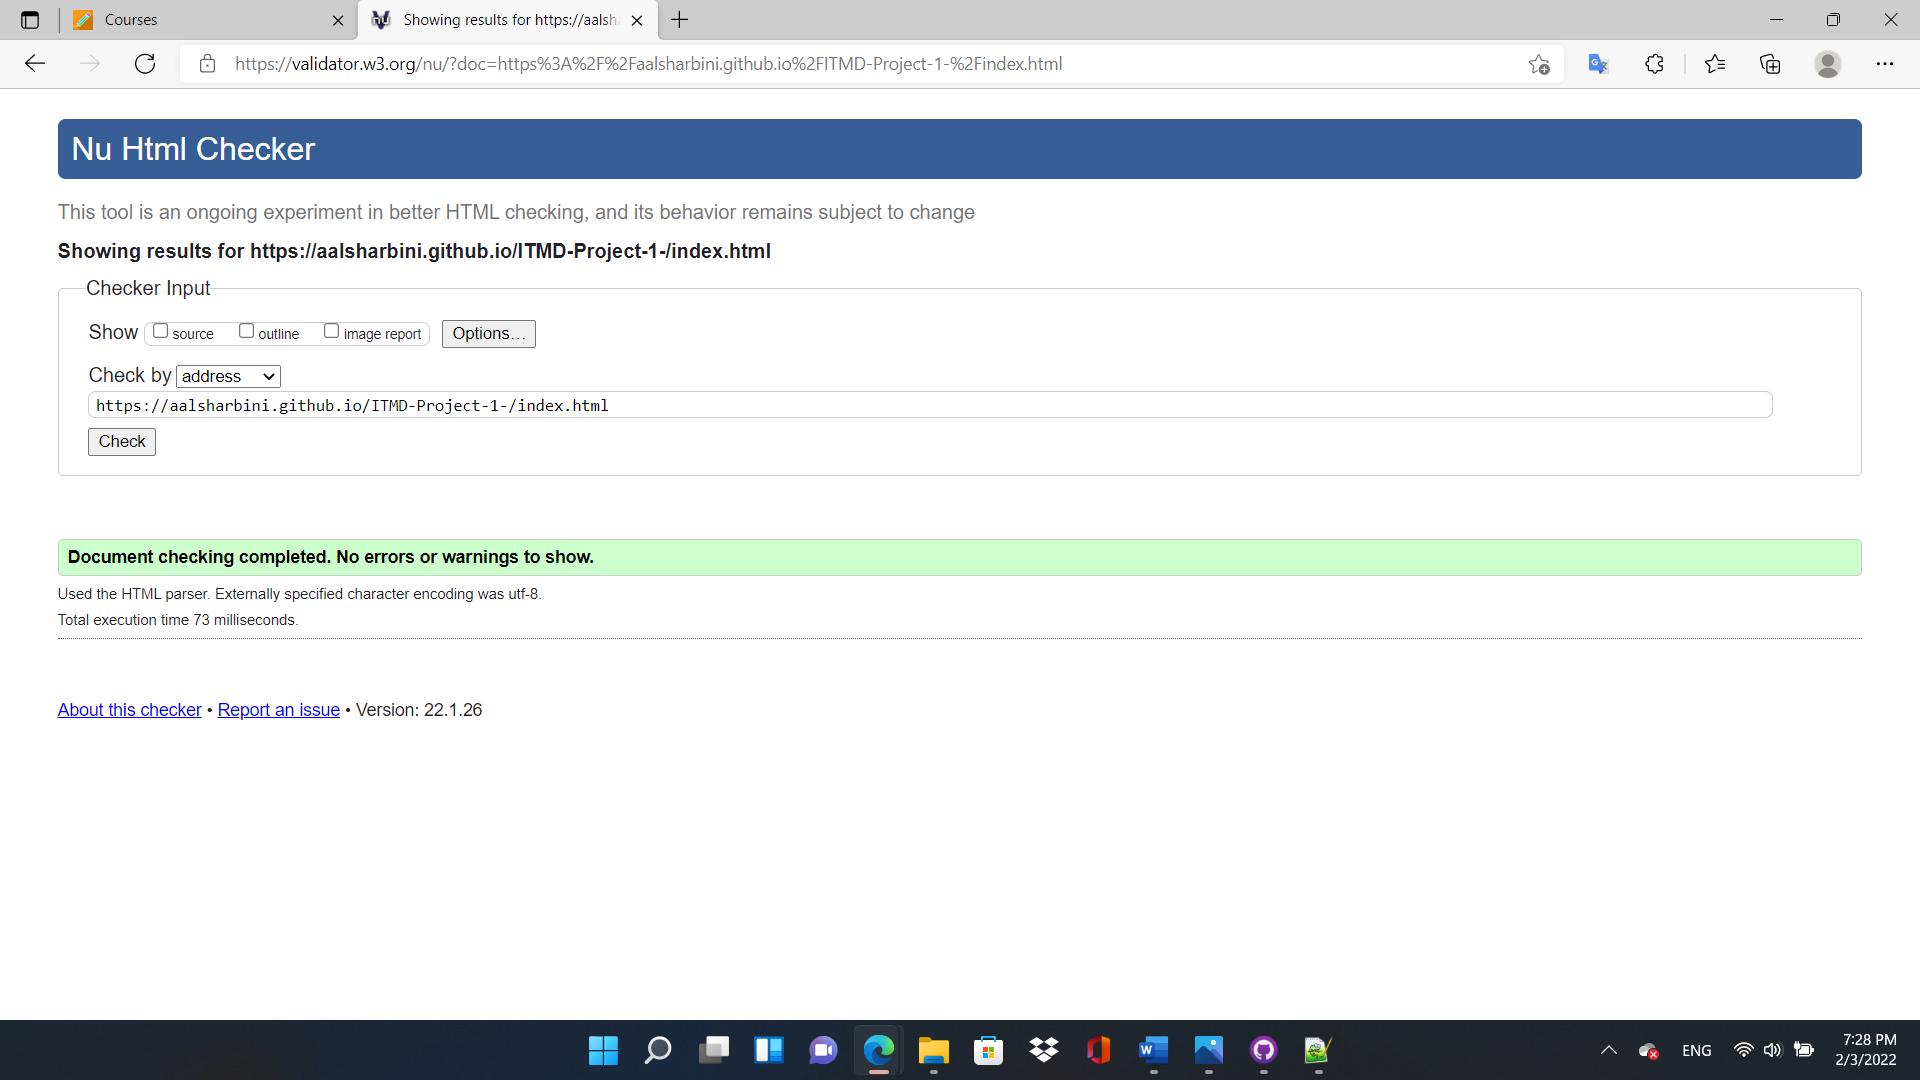 Courses
Showing results for https://aalsh
https://validator.w3.org/nu/?doc=https%3A%2F%2Faalsharbini.github.io%2FITMD-Project-1-%2Findex.html
Nu Html Checker
This tool is an ongoing experiment in better HTML checking, and its behavior remains subject to change
Showing results for https://aalsharbini.github.io/ITMD-Project-1-/index.html
Checker Input
Show source outline image report Options…
Check by address
https://aalsharbini.github.io/ITMD-Project-1-/index.html
Check
Document checking completed. No errors or warnings to show.
Used the HTML parser. Externally specified character encoding was utf-8.
Total execution time 73 milliseconds.
About this checker • Report an issue • Version: 22.1.26
ENG
7:28 PM
2/3/2022